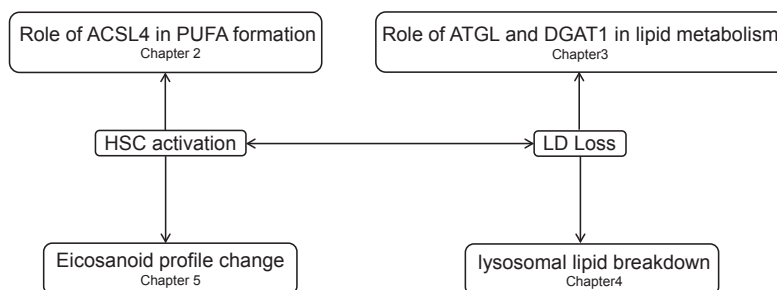 Role of ACSL4 in PUFA formation
Chapter 2
Role of ATGL and DGAT1 in lipid metabolism
Chapter3
HSC activation
LD Loss
Eicosanoid profile change
Chapter 5
lysosomal lipid breakdown
Chapter4